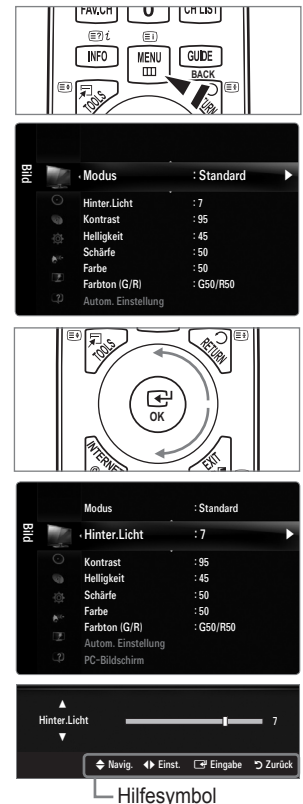 FAV.CH CH LIST
INFO MENU GUIDE
BACK
TOOLS
Bild
Modus : Standard
Hinter.Licht : 7
Kontrast : 95
Helligkeit : 45
Schärfe : 50
Farbe : 50
Farbton (G/R) : G50/R50
Autom. Einstellung
TOOLS RETURN
OK
INTERNET EXIT
Bild
Modus : Standard
Hinter.Licht : 7
Kontrast : 95
Helligkeit : 45
Schärfe : 50
Farbe : 50
Farbton (G/R) : G50/R50
Autom. Einstellung
PC-Bildschirm
Hinter.Licht 7
Navig. Einst. Eingabe Zurück
Hilfesymbol